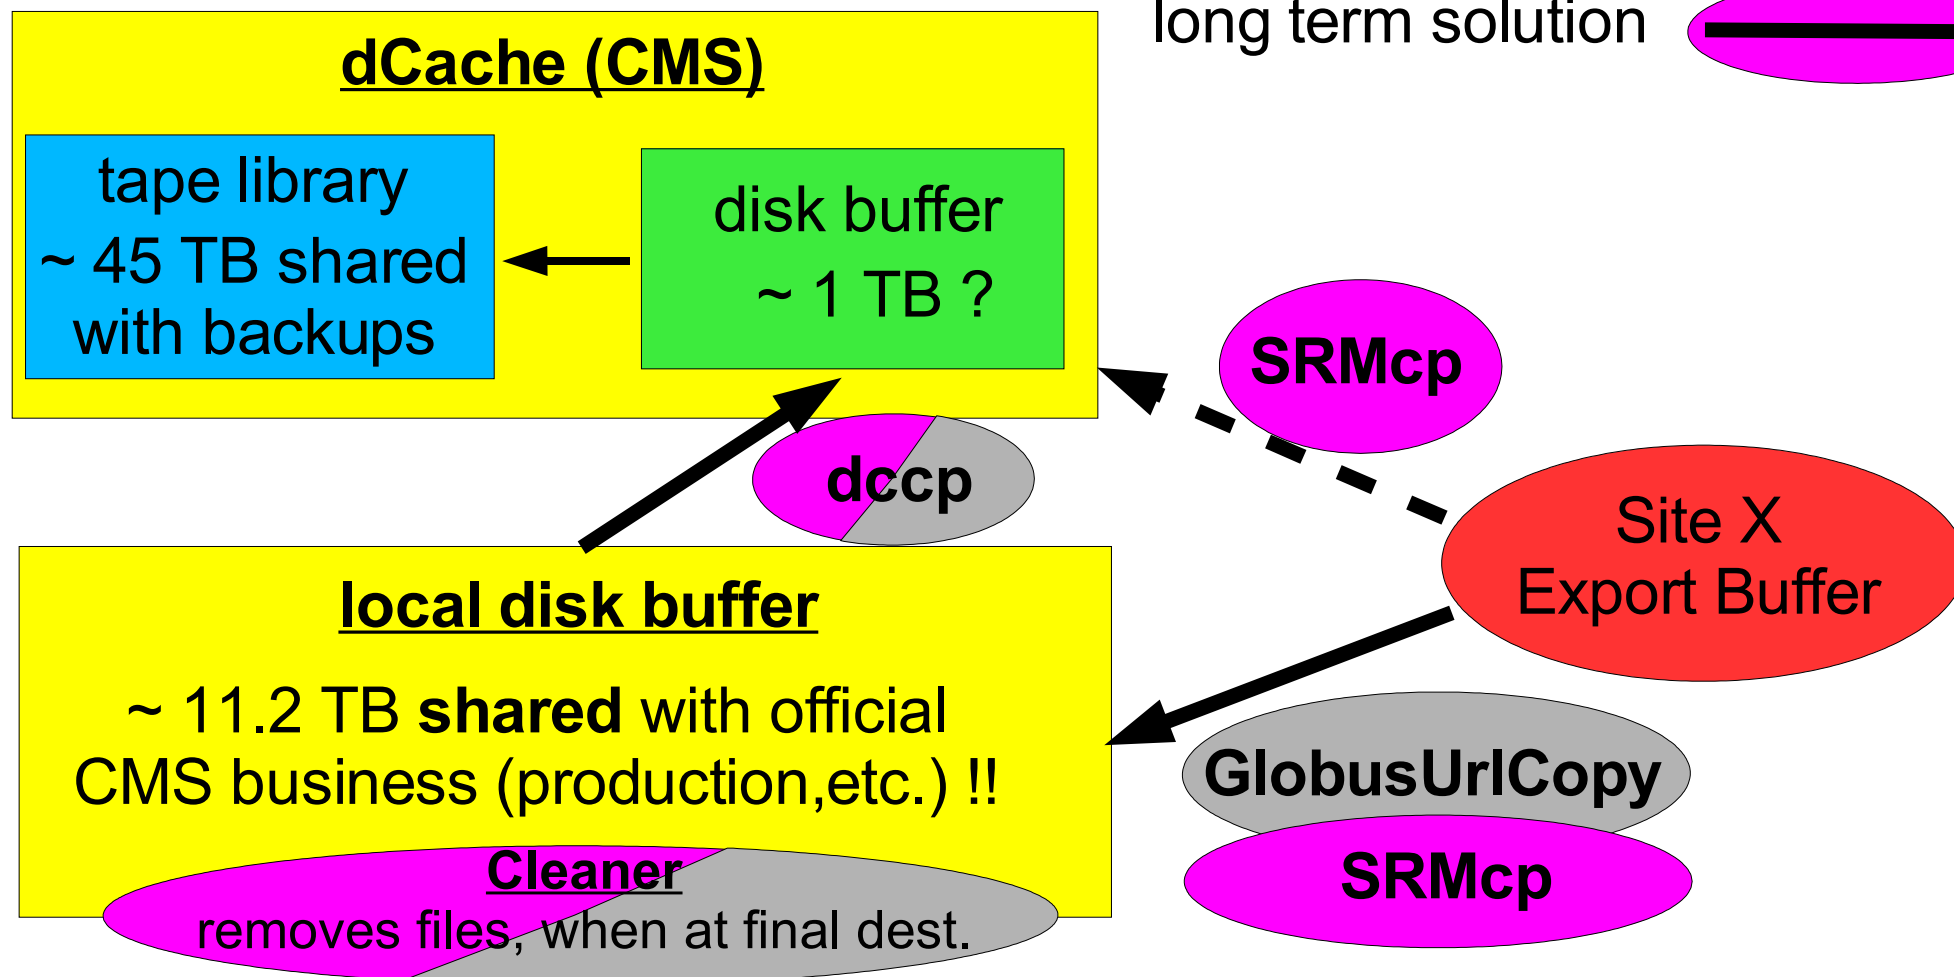 long term solution
dCache (CMS)
tape library
~ 45 TB shared
with backups
disk buffer
~ 1 TB ?
SRMcp
dccp
Site X
Export Buffer
local disk buffer
~ 11.2 TB shared with official
CMS business (production,etc.) !!
GlobusUrlCopy
SRMcp
Cleaner
removes files, when at final dest.